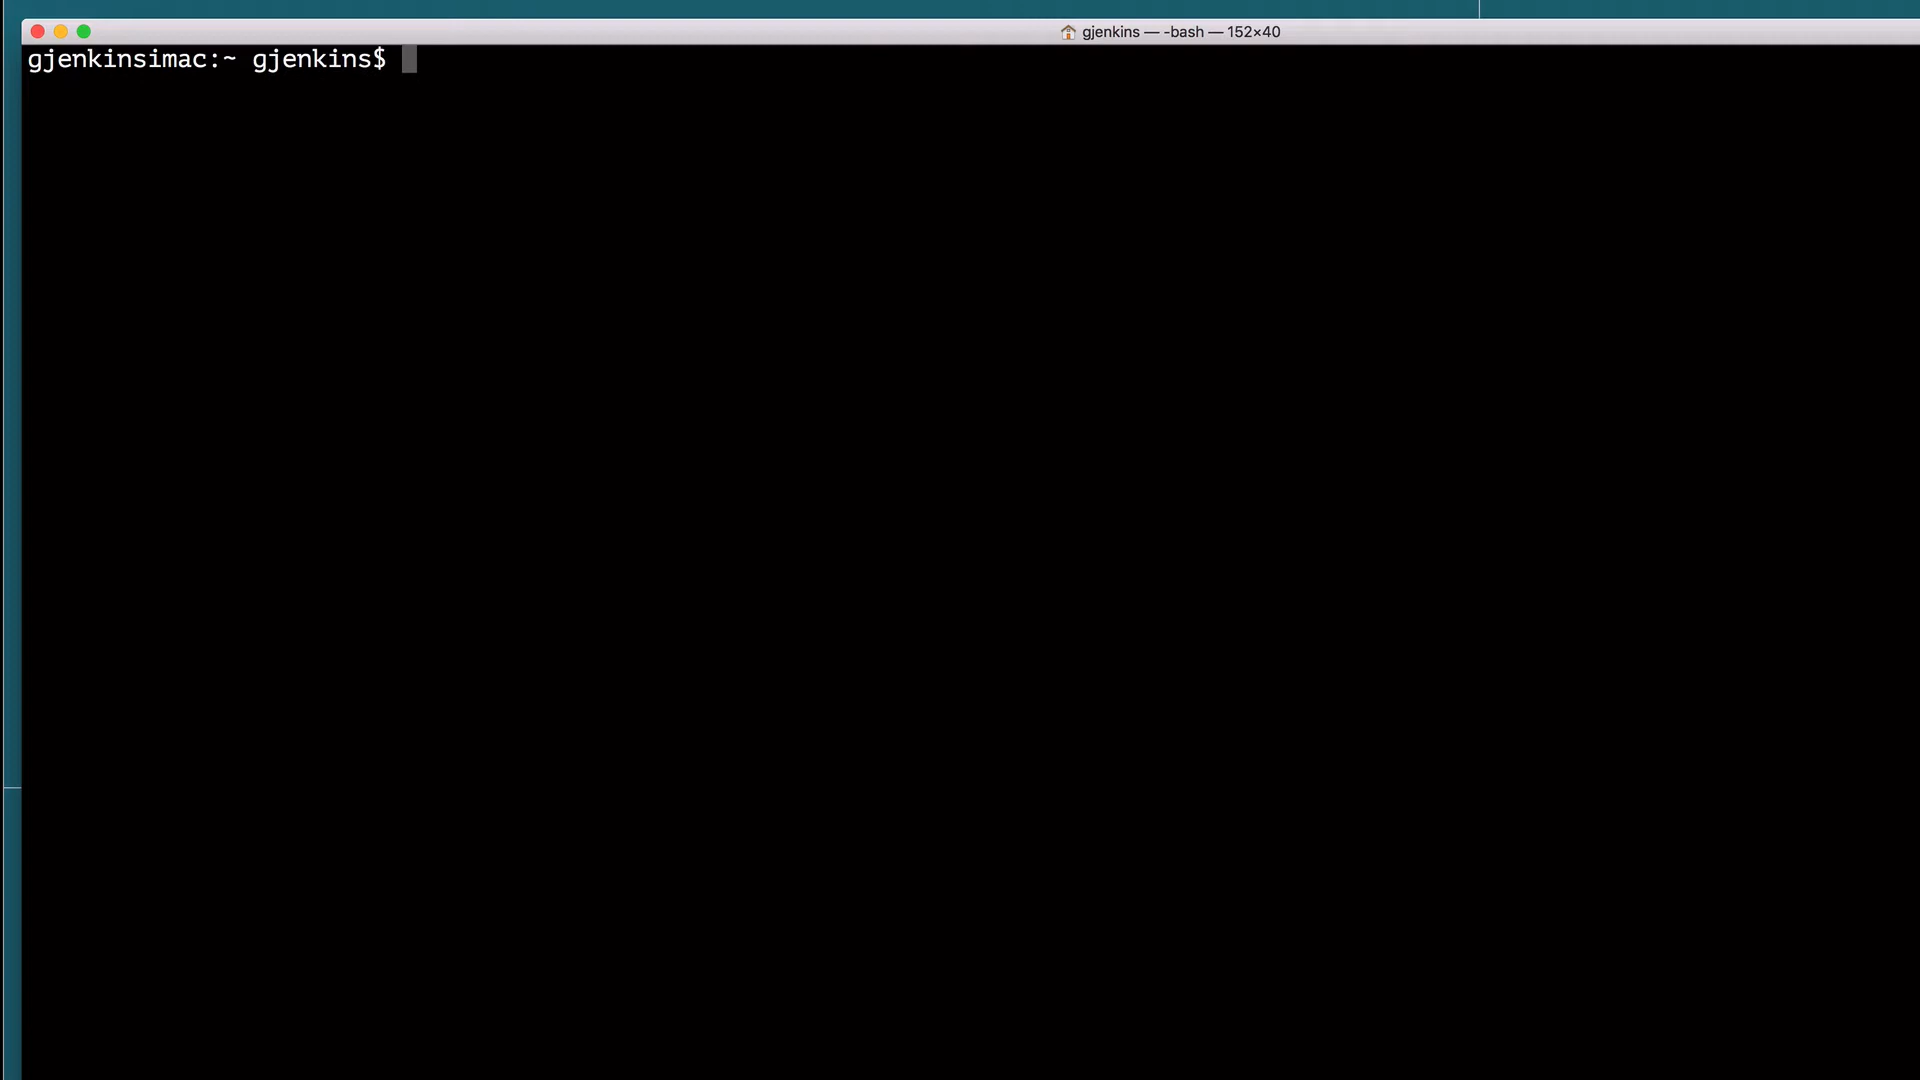 gjenkins — -bash — 152×40
gjenkinsimac:~ gjenkins$